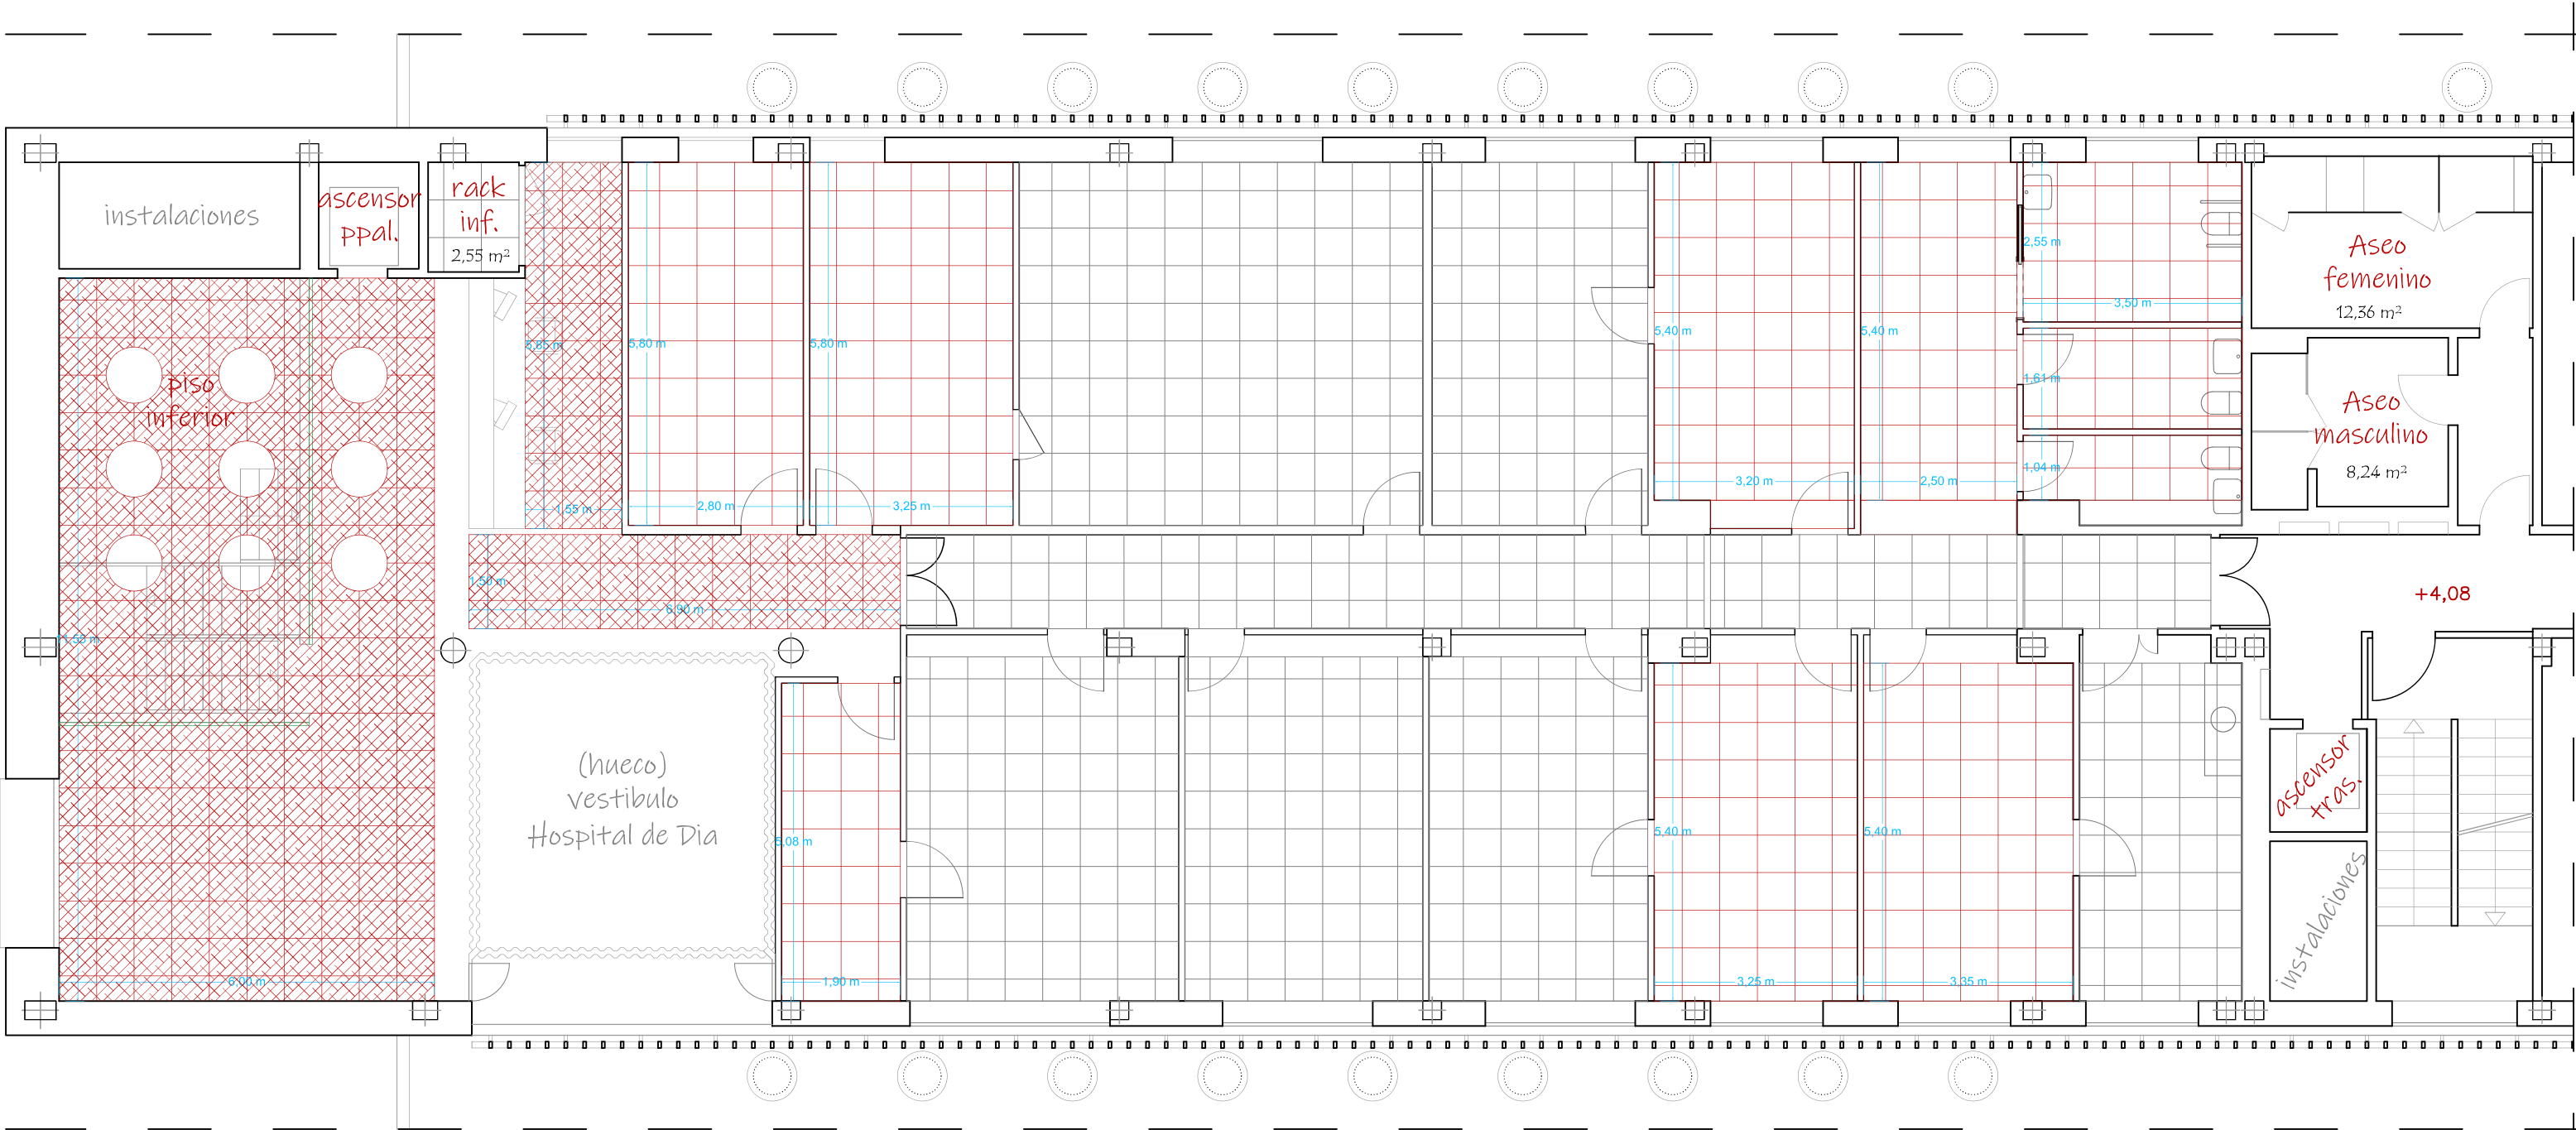 instalaciones
ascensor
ppal.
rack
inf.
2,55 m²
piso
inferior
5,85 m
1,55 m
5,80 m
2,80 m
5,80 m
3,25 m
5,40 m
3,20 m
5,40 m
2,50 m
2,55 m
3,50 m
1,61 m
1,04 m
Aseo
femenino
12,36 m²
Aseo
masculino
8,24 m²
1,50 m
6,90 m
+4,08
6,00 m
(hueco)
vestibulo
Hospital de Dia
5,08 m
1,90 m
5,40 m
3,25 m
5,40 m
3,35 m
ascensor
tras.
instalaciones